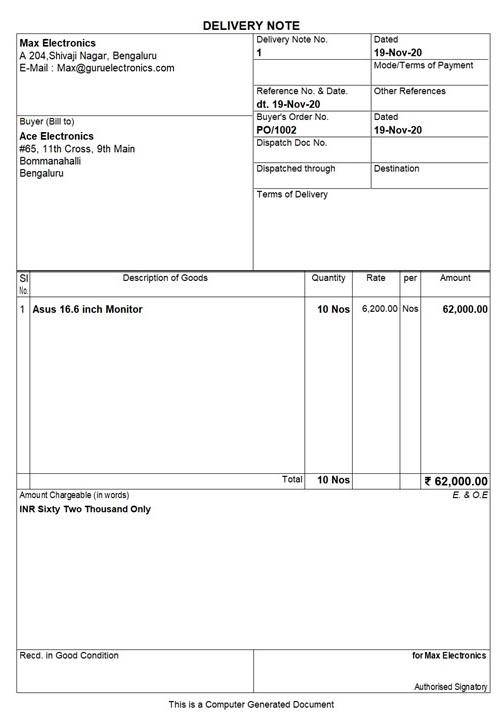 DELIVERY NOTE
Max Electronics
A 204,Shivaji Nagar, Bengaluru
E-Mail : Max@guruelectronics.com
Delivery Note No.
1
Dated
19-Nov-20
Mode/Terms of Payment
Reference No. & Date.
dt. 19-Nov-20
Other References
Buyer (Bill to)
Ace Electronics
#65, 11th Cross, 9th Main
Bommanahalli
Bengaluru
Buyer's Order No.
PO/1002
Dated
19-Nov-20
Dispatch Doc No.
Dispatched through
Destination
Terms of Delivery
Sl No. Description of Goods Quantity Rate per Amount
1 Asus 16.6 inch Monitor 10 Nos 6,200.00 Nos 62,000.00
Total 10 Nos ₹ 62,000.00
Amount Chargeable (in words) E. & O.E
INR Sixty Two Thousand Only
Recd. in Good Condition
for Max Electronics
Authorised Signatory
This is a Computer Generated Document